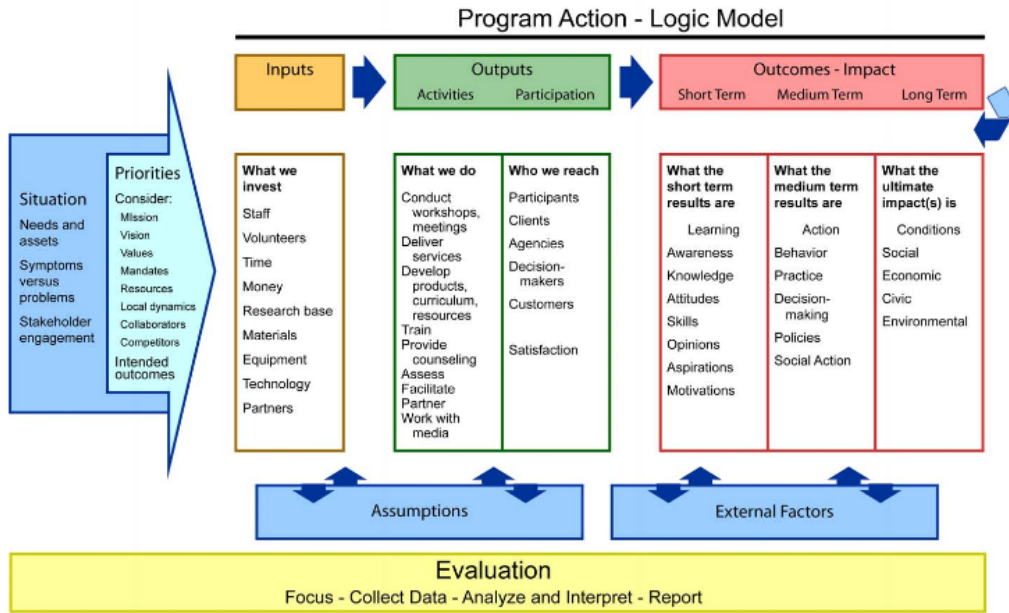 Program Action - Logic Model
Inputs
Outputs
Activities
Participation
Outcomes - Impact
Short Term
Medium Term
Long Term
Situation
Needs and
assets
Symptoms
versus
problems
Stakeholder
engagement
Priorities
Consider:
MIssion
Vision
Values
Mandates
Resources
Local dynamics
Collaborators
Competitors
Intended
outcomes
What we
invest
Staff
Volunteers
Time
Money
Research base
Materials
Equipment
Technology
Partners
What we do
Conduct
workshops,
meetings
Deliver
services
Develop
products,
curriculum,
resources
Train
Provide
counseling
Assess
Facilitate
Partner
Work with
media
Who we reach
Participants
Clients
Agencies
Decision-
makers
Customers
Satisfaction
What the
short term
results are
Learning
Awareness
Knowledge
Attitudes
Skills
Opinions
Aspirations
Motivations
What the
medium term
results are
Action
Behavior
Practice
Decision-
making
Policies
Social Action
What the
ultimate
impact(s) is
Conditions
Social
Economic
Civic
Environmental
Assumptions
External Factors
Evaluation
Focus - Collect Data - Analyze and Interpret - Report